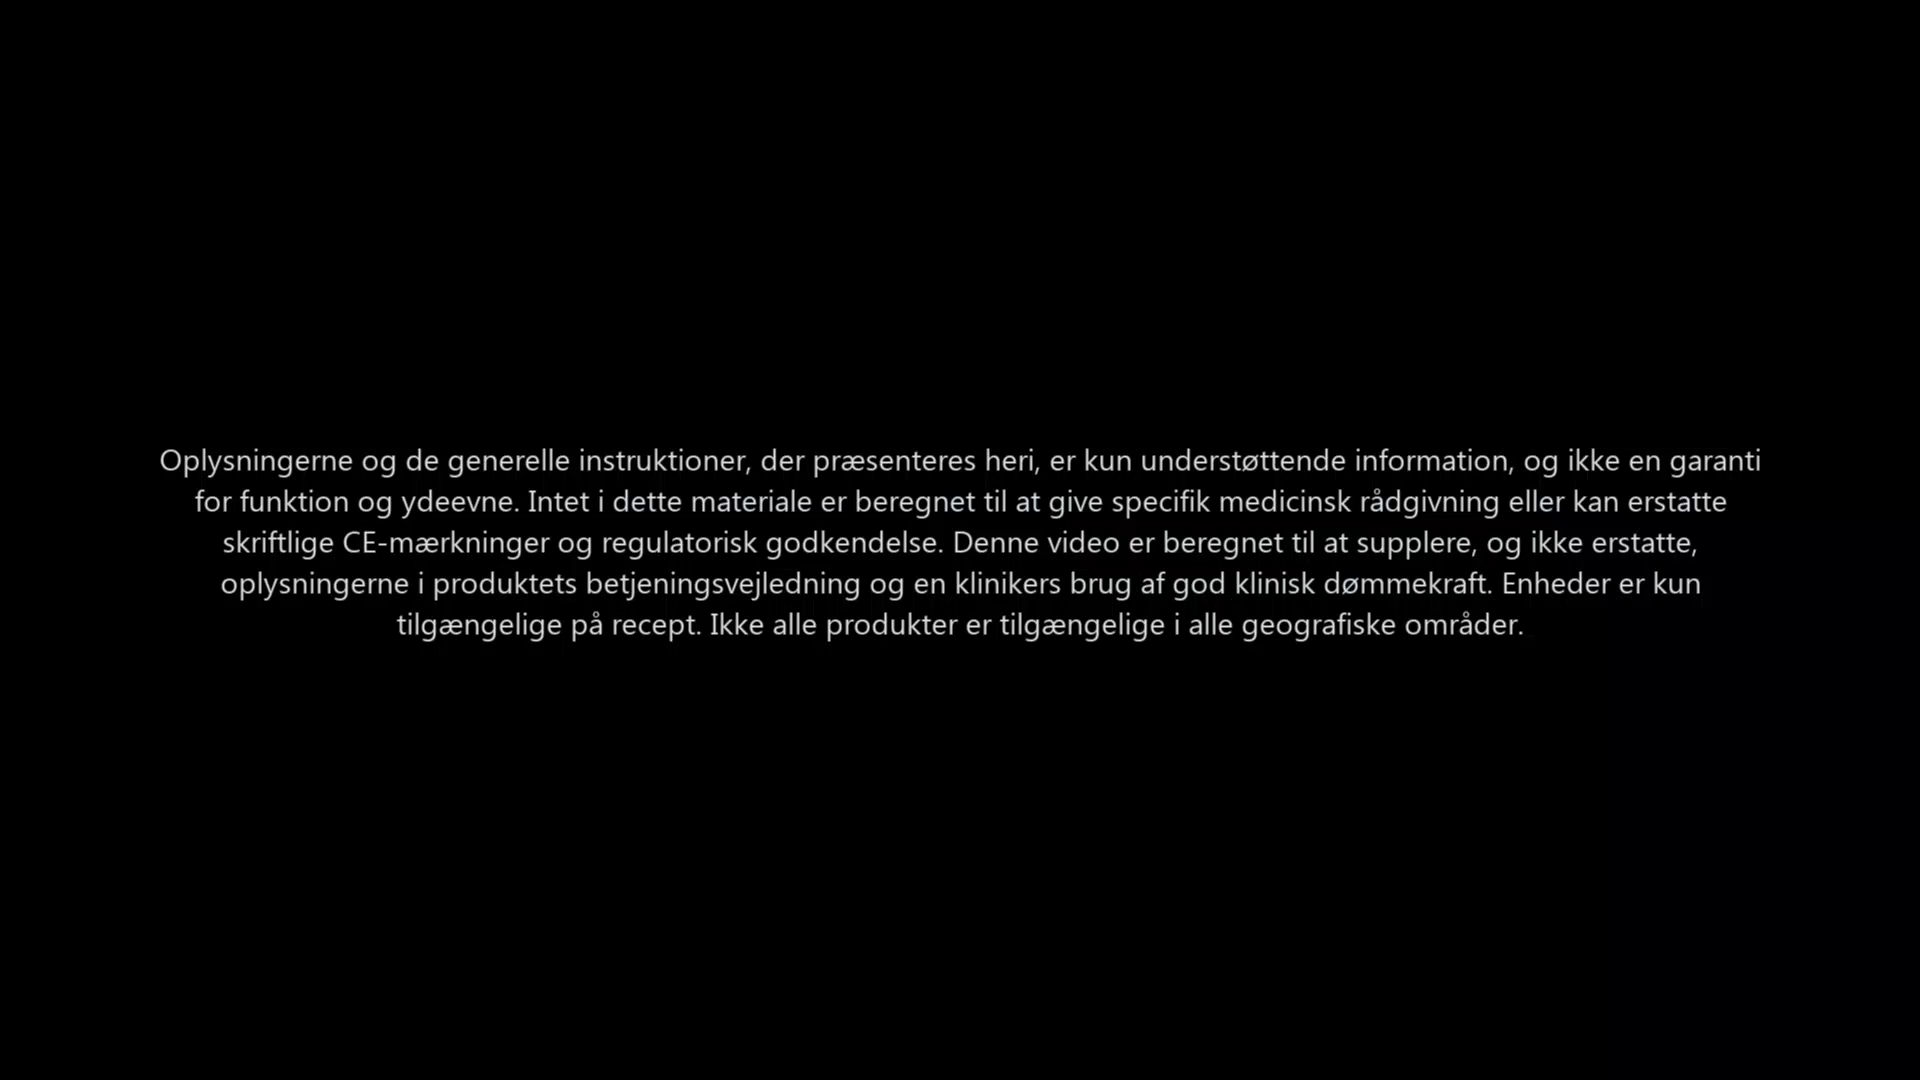 Oplysningerne og de generelle instruktioner, der præsenteres heri, er kun understøttende information, og ikke en garanti
for funktion og ydeevne. Intet i dette materiale er beregnet til at give specifik medicinsk rådgivning eller kan erstatte
skriftlige CE-mærkninger og regulatorisk godkendelse. Denne video er beregnet til at supplere, og ikke erstatte,
oplysningerne i produktets betjeningsvejledning og en klinikers brug af god klinisk dømmekraft. Enheder er kun
tilgængelige på recept. Ikke alle produkter er tilgængelige i alle geografiske områder.